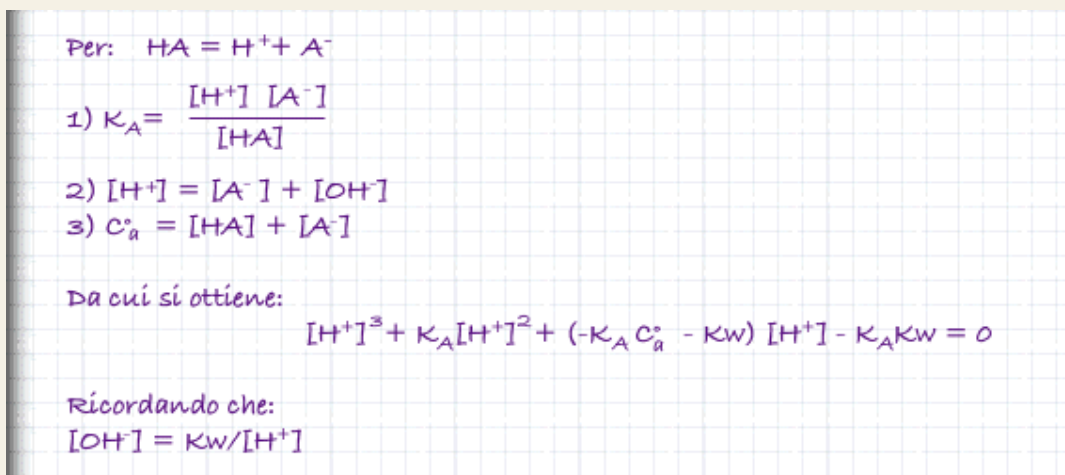 Per: HA = H⁺ + A⁻
1) K_A = [H⁺] [A⁻] / [HA]
2) [H⁺] = [A⁻] + [OH⁻]
3) C°ₐ = [HA] + [A⁻]
Da cui si ottiene:
[H⁺]³ + K_A[H⁺]² + (-K_A C°ₐ - Kw) [H⁺] - K_AKw = 0
Ricordando che:
[OH⁻] = Kw/[H⁺]